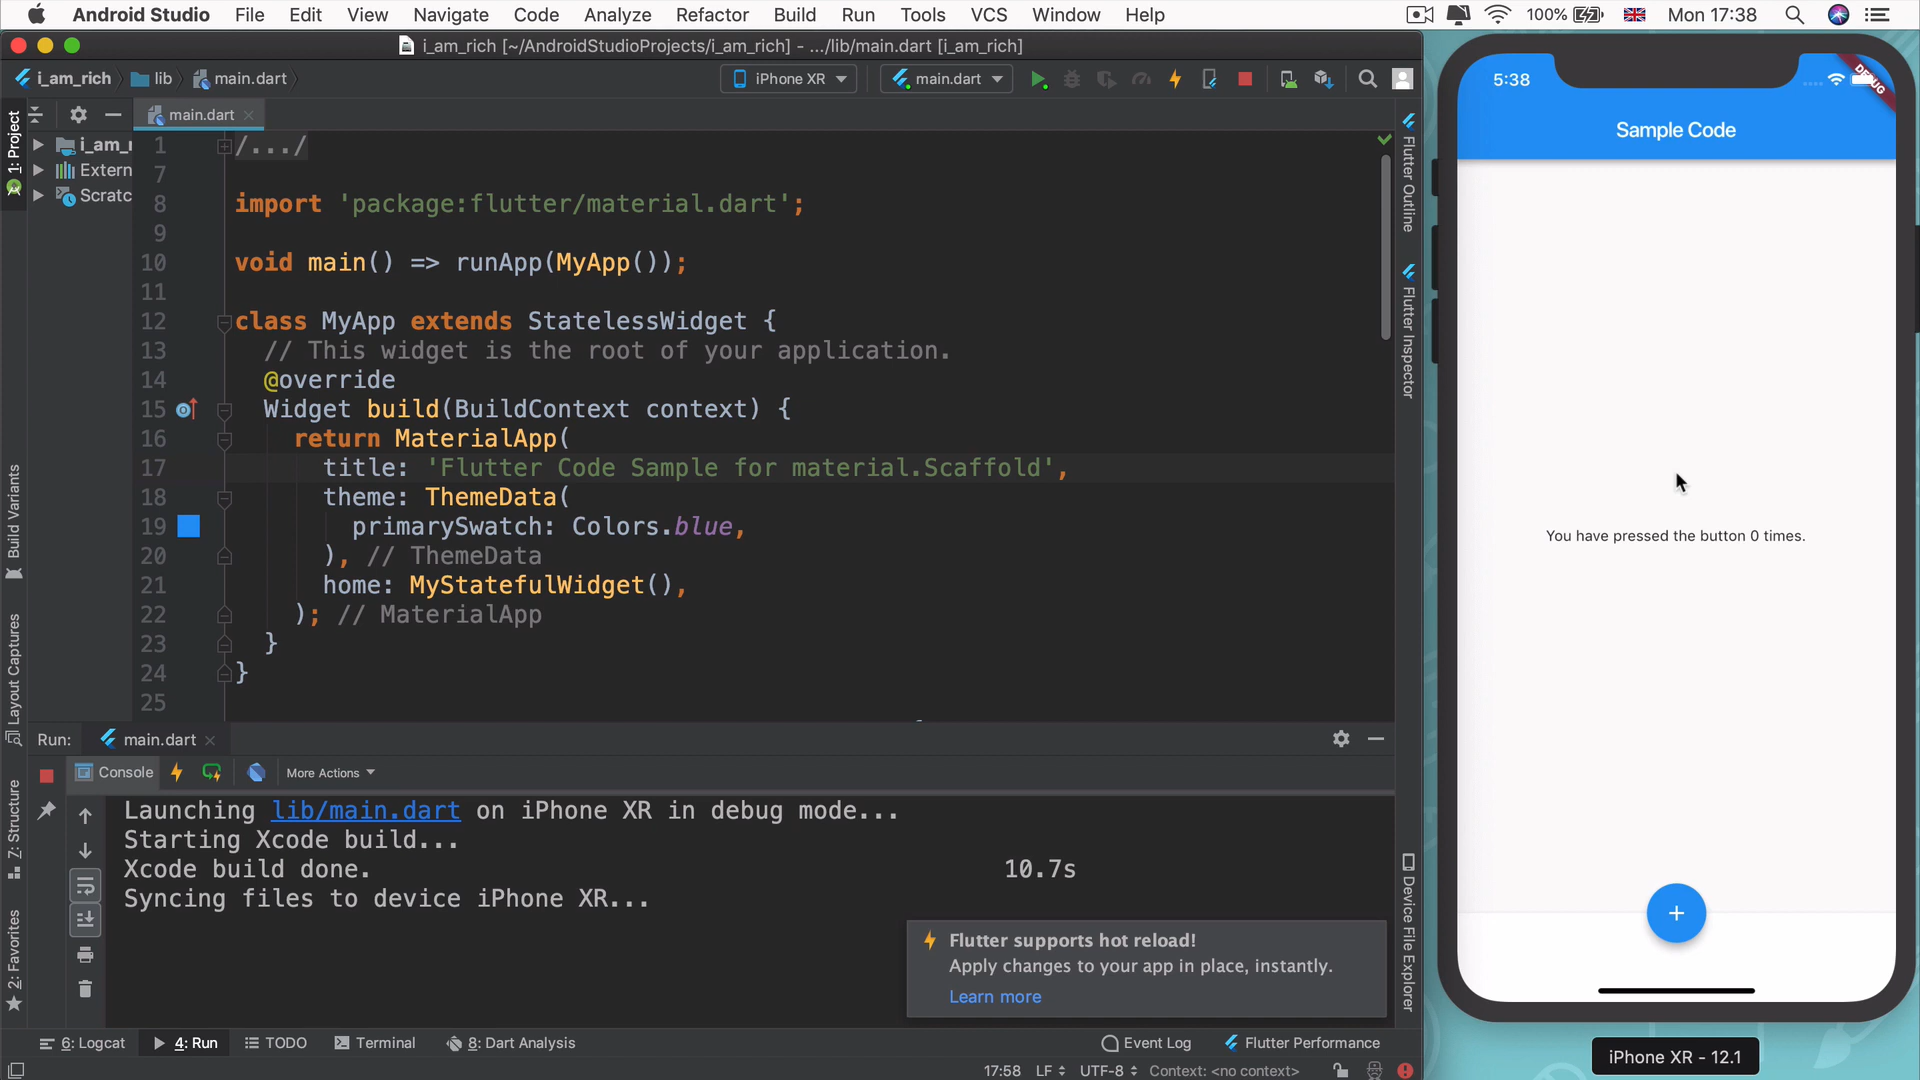 Android Studio File Edit View Navigate Code Analyze Refactor Build Run Tools VCS Window Help 100% Mon 17:38
i_am_rich [~/AndroidStudioProjects/i_am_rich] - .../lib/main.dart [i_am_rich]
i_am_rich lib main.dart iPhone XR main.dart
main.dart
1: Project
i_am_r
Extern
Scratc
Build Variants
Layout Captures
Z: Structure
2: Favorites
1 /.../
7
8 import 'package:flutter/material.dart';
9
10 void main() => runApp(MyApp());
11
12 class MyApp extends StatelessWidget {
13 // This widget is the root of your application.
14 @override
15 Widget build(BuildContext context) {
16 return MaterialApp(
17 title: 'Flutter Code Sample for material.Scaffold',
18 theme: ThemeData(
19 primarySwatch: Colors.blue,
20 ), // ThemeData
21 home: MyStatefulWidget(),
22 ); // MaterialApp
23 }
24 }
25
Flutter Outline
Flutter Inspector
Device File Explorer
Run: main.dart
Console More Actions
Launching lib/main.dart on iPhone XR in debug mode...
Starting Xcode build...
Xcode build done. 10.7s
Syncing files to device iPhone XR...
Flutter supports hot reload!
Apply changes to your app in place, instantly.
Learn more
6: Logcat 4: Run TODO Terminal 8: Dart Analysis Event Log Flutter Performance
17:58 LF UTF-8 Context: <no context>
5:38
DEBUG
Sample Code
You have pressed the button 0 times.
+
iPhone XR - 12.1